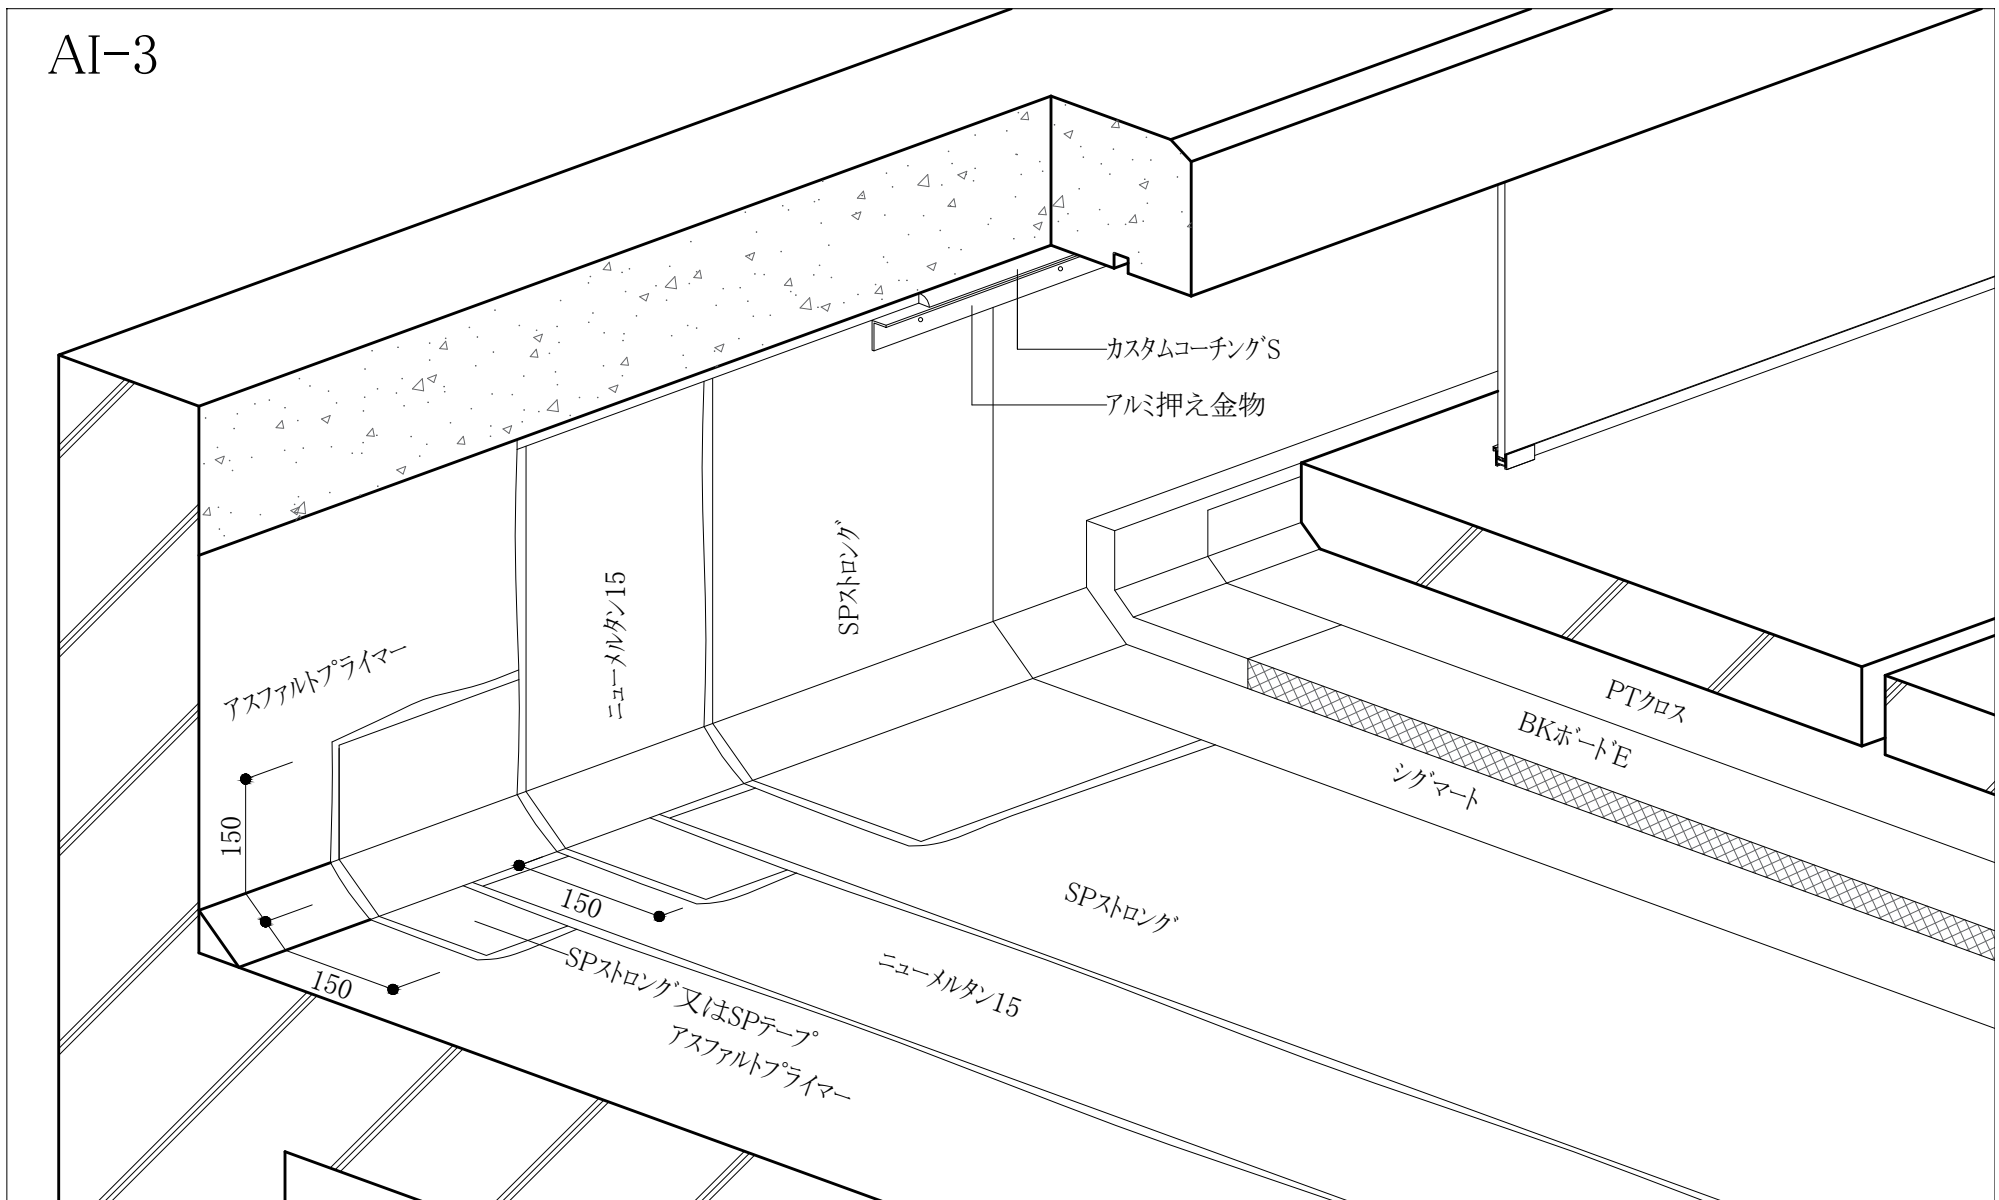 AI-3
カスタムコーチングS
アルミ押え金物
SPストロング
ニューメルタン15
アスファルトプライマー
PTクロス
BKボードE
シグマート
150
150
150
SPストロング
ニューメルタン15
SPストロング又はSPテープ
アスファルトプライマー